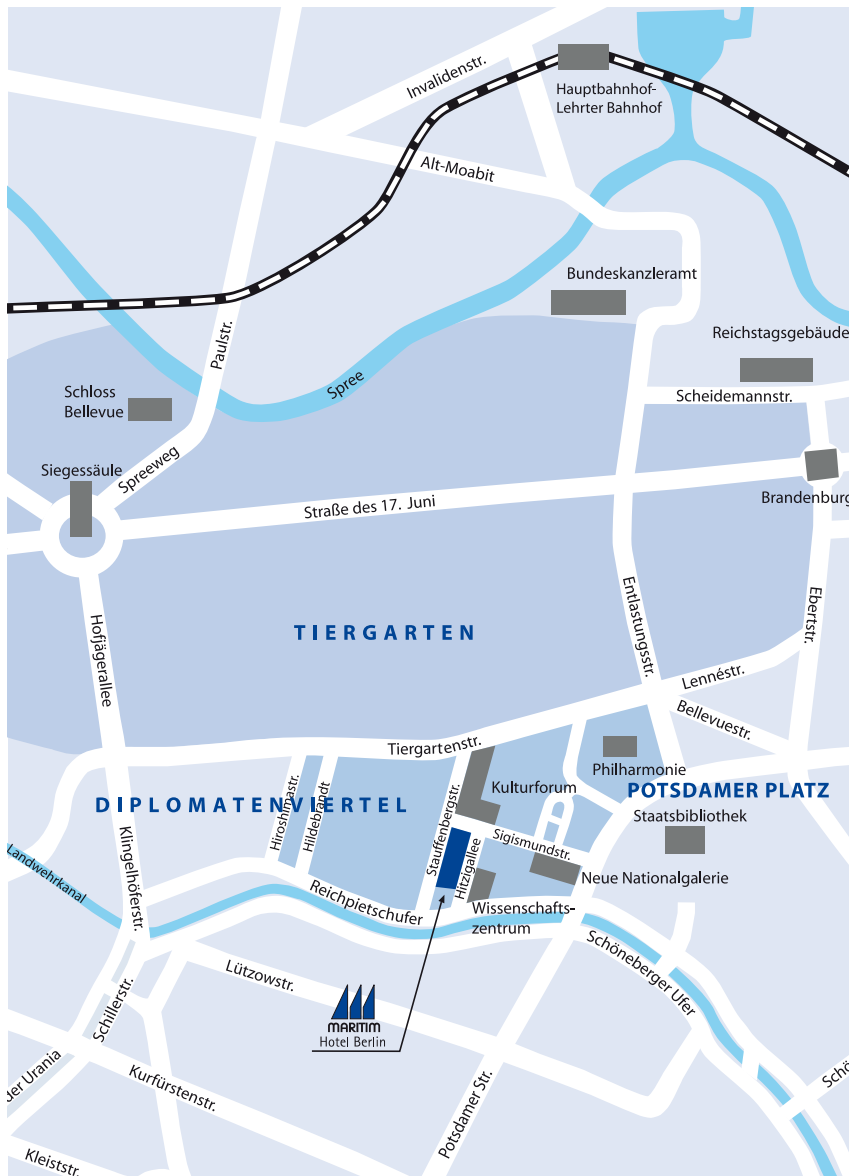 Invalidenstr.
Hauptbahnhof-
Lehrter Bahnhof
Alt-Moabit
Bundeskanzleramt
Paulstr.
Reichstagsgebäude
Spree
Schloss
Bellevue
Scheidemannstr.
Siegessäule
Spreeweg
Straße des 17. Juni
Brandenburg
Hofjägerallee
Entlastungsstr.
Ebertstr.
TIERGARTEN
Lennéstr.
Bellevuestr.
Tiergartenstr.
Philharmonie
Kulturforum
POTSDAMER PLATZ
DIPLOMATENVIERTEL
Hiroshimastr.
Hildebrandt
Stauffenbergstr.
Hitzigallee
Sigismundstr.
Staatsbibliothek
Landwehrkanal
Klingelhöferstr.
Neue Nationalgalerie
Reichpietschufer
Wissenschafts-
zentrum
Schöneberger Ufer
Lützowstr.
Schillerstr.
MARITIM
Hotel Berlin
der Urania
Kurfürstenstr.
Potsdamer Str.
Schö
Kleiststr.